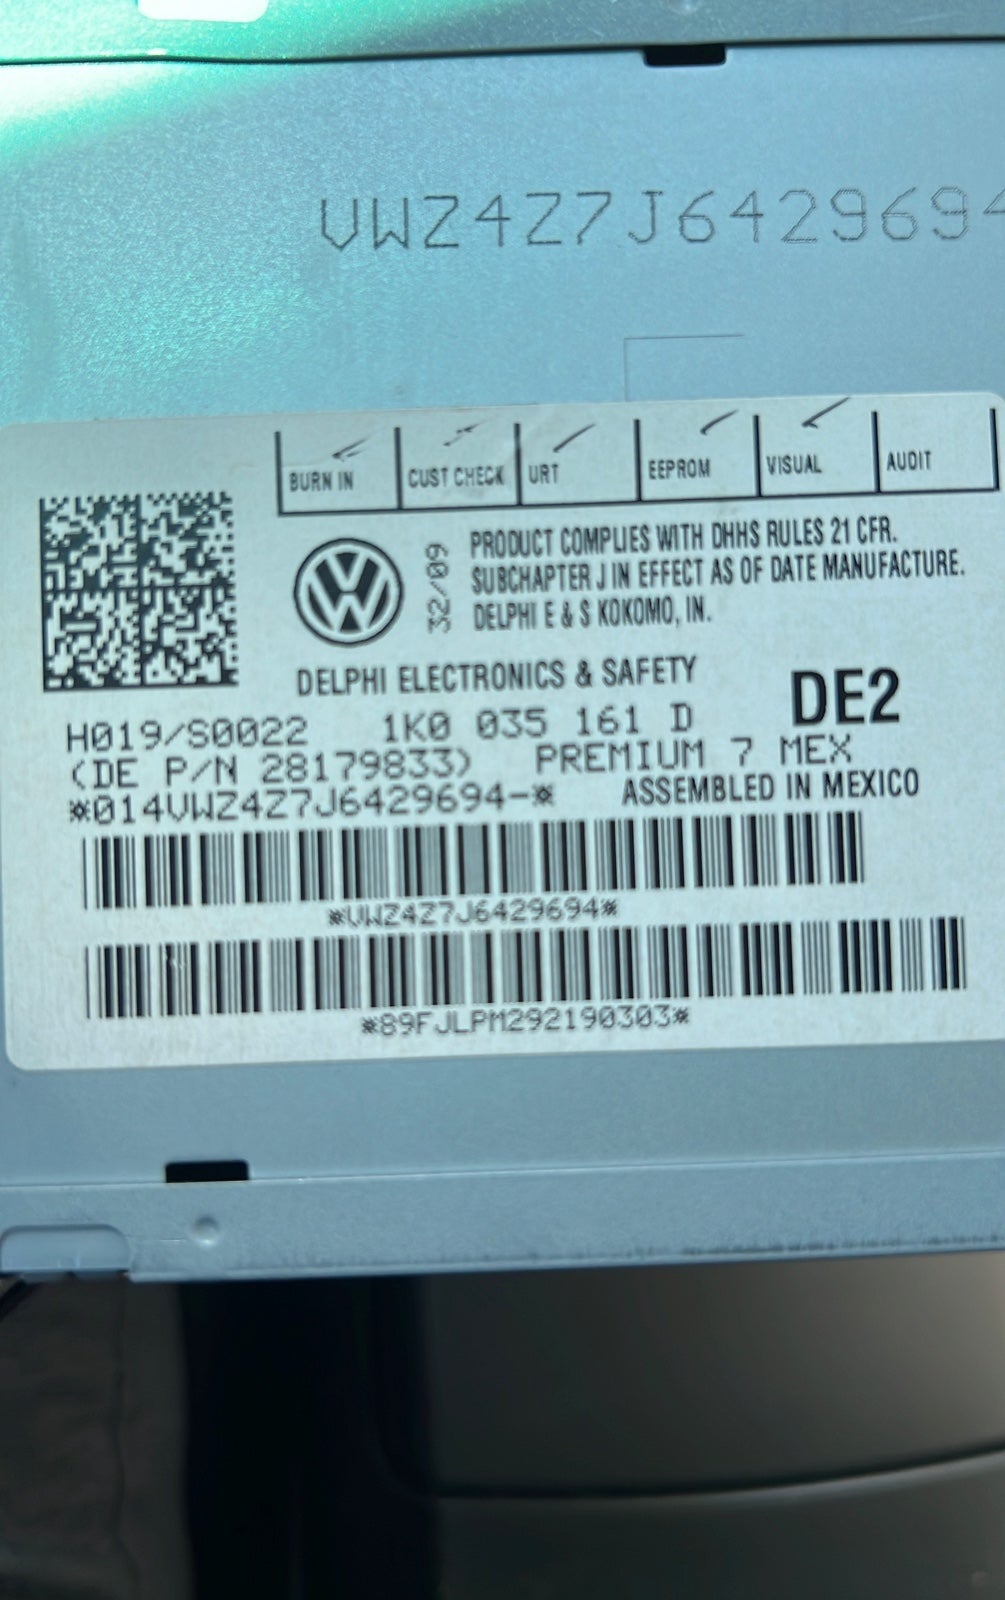 VWZ4Z7J6429694
BURN IN CUST CHECK URT EEPROM VISUAL AUDIT
32/09
PRODUCT COMPLIES WITH DHHS RULES 21 CFR.
SUBCHAPTER J IN EFFECT AS OF DATE MANUFACTURE.
DELPHI E & S KOKOMO, IN.
DELPHI ELECTRONICS & SAFETY
DE2
H019/S0022 1K0 035 161 D
(DE P/N 28179833) PREMIUM 7 MEX
*014VWZ4Z7J6429694-* ASSEMBLED IN MEXICO
*VWZ4Z7J6429694*
*89FJLPM292190303*